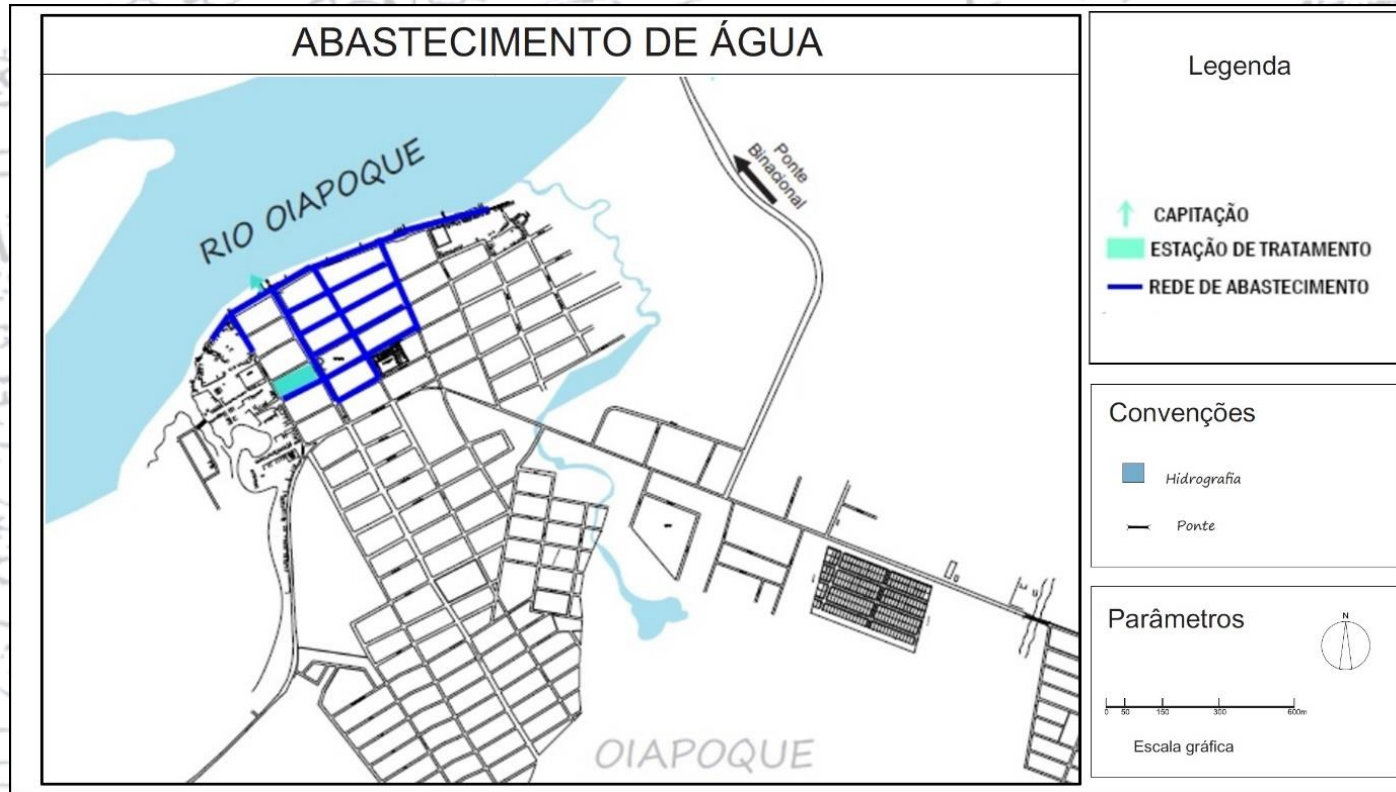 ABASTECIMENTO DE ÁGUA
RIO OIAPOQUE
Ponte
Binacional
OIAPOQUE
Legenda
CAPITAÇÃO
ESTAÇÃO DE TRATAMENTO
REDE DE ABASTECIMENTO
Convenções
Hidrografia
Ponte
Parâmetros
N
0 50 150 300 600m
Escala gráfica